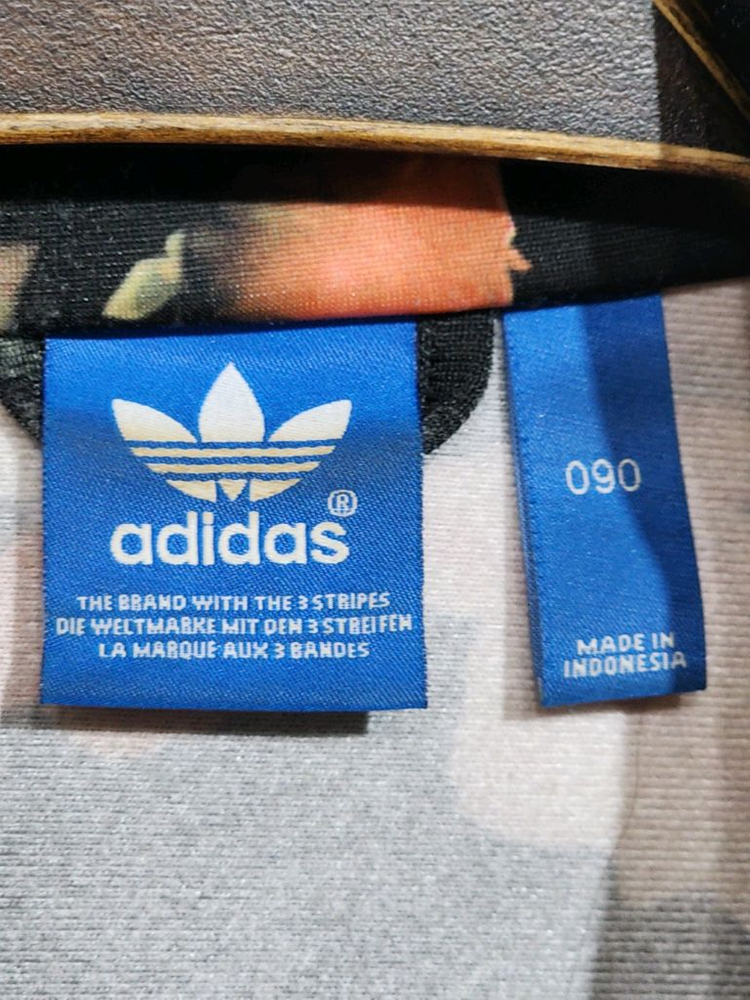 adidas®
THE BRAND WITH THE 3 STRIPES
DIE WELTMARKE MIT DEN 3 STREIFEN
LA MARQUE AUX 3 BANDES
090
MADE IN
INDONESIA